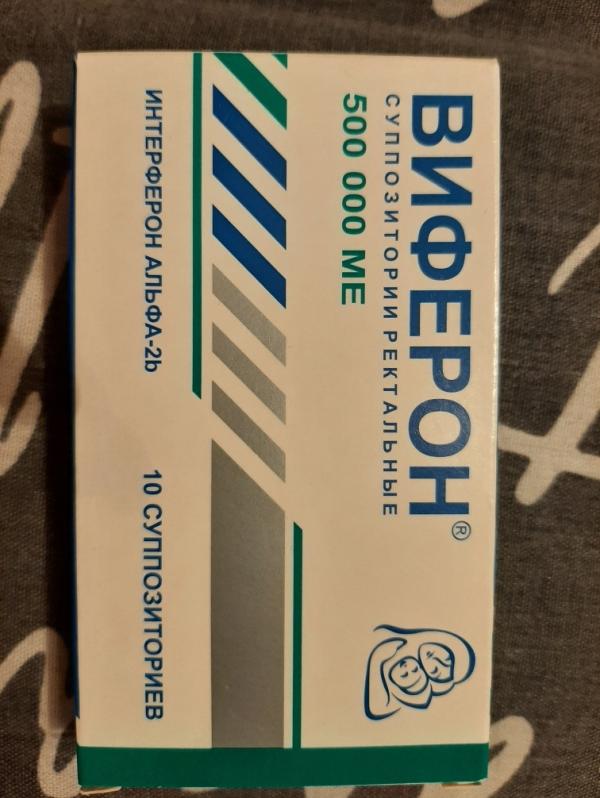 ВИФЕРОН®
СУППОЗИТОРИИ РЕКТАЛЬНЫЕ
500 000 МЕ
ИНТЕРФЕРОН АЛЬФА-2b
10 СУППОЗИТОРИЕВ